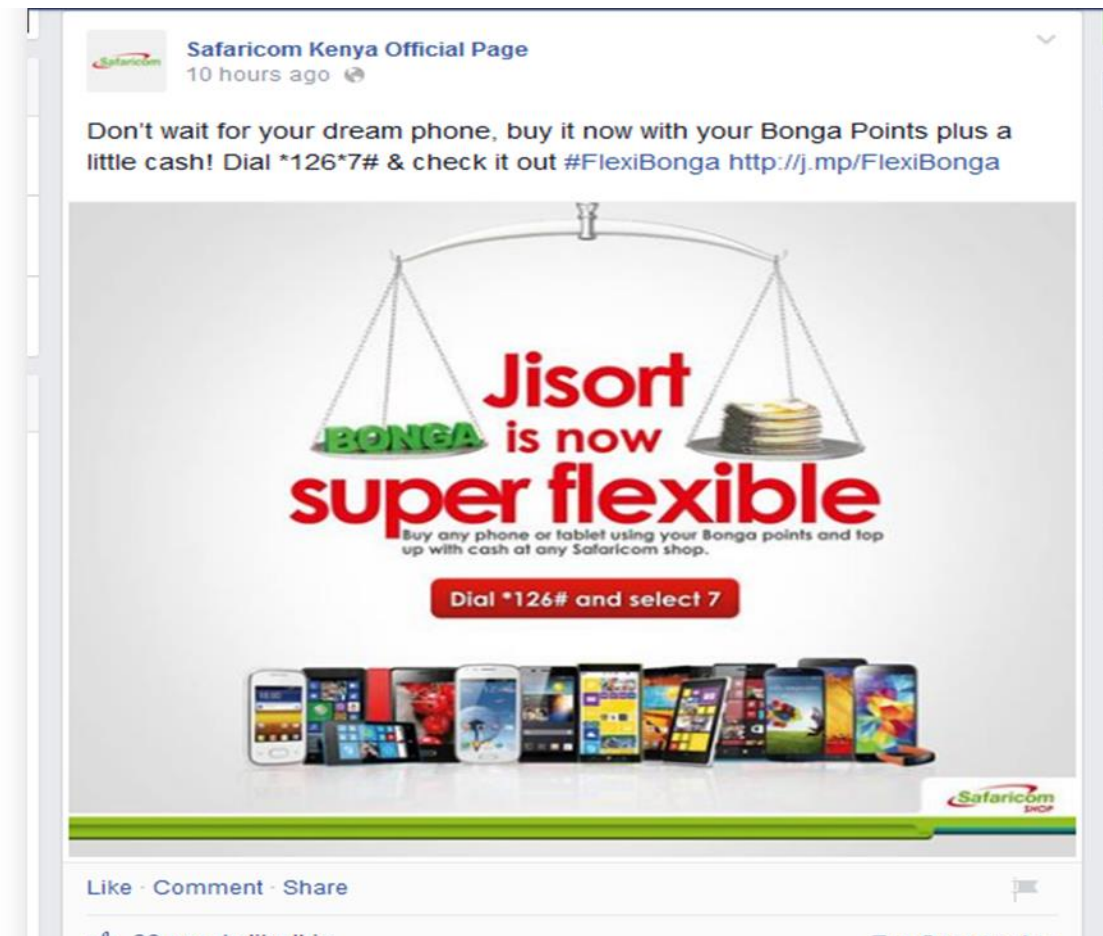 Safaricom
Safaricom Kenya Official Page
10 hours ago
Don't wait for your dream phone, buy it now with your Bonga Points plus a
little cash! Dial *126*7# & check it out #FlexiBonga http://j.mp/FlexiBonga
BONGA
Jisort
is now
super flexible
Buy any phone or tablet using your Bonga points and top
up with cash at any Safaricom shop.
Dial *126# and select 7
Safaricom
SHOP
Like · Comment · Share